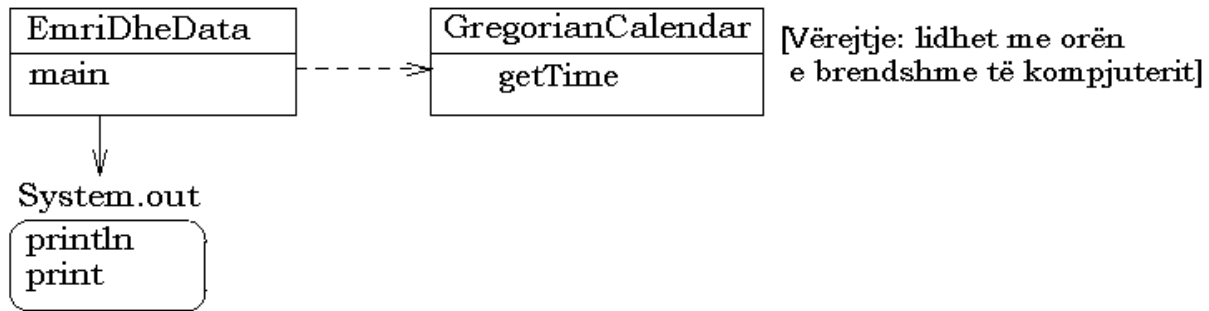 EmriDheData
main
GregorianCalendar
getTime
[Vërejtje: lidhet me orën
e brendshme të kompjuterit]
System.out
println
print